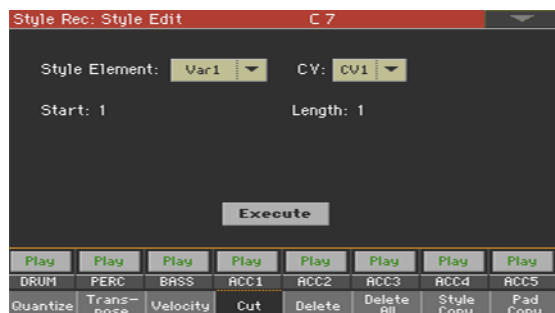 Style Rec: Style Edit C 7
Style Element: Var1 CV: CV1
Start: 1 Length: 1
Execute
Play Play Play Play Play Play Play Play
DRUM PERC BASS ACC1 ACC2 ACC3 ACC4 ACC5
Quantize Trans- Velocity Cut Delete Delete Style Pad
pose All Copy Copy